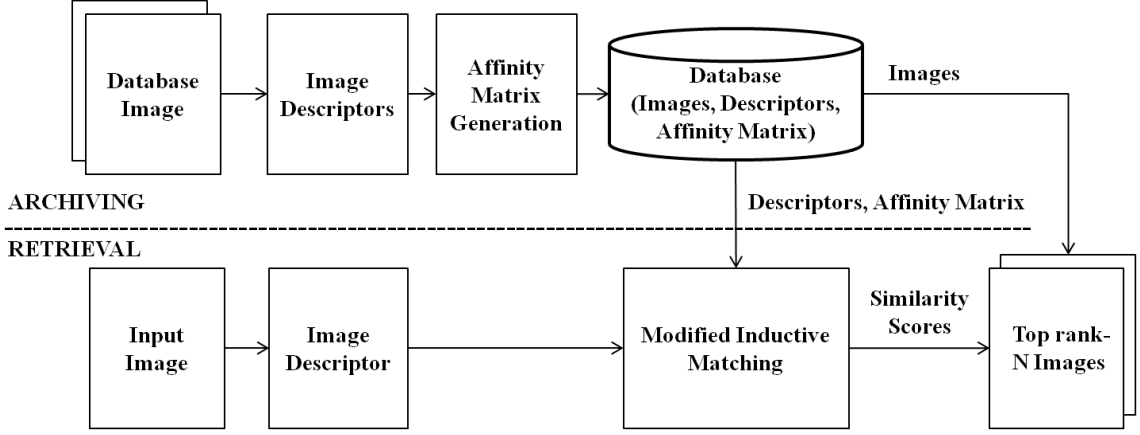 Database
Image
Image
Descriptors
Affinity
Matrix
Generation
Database
(Images, Descriptors,
Affinity Matrix)
Images
ARCHIVING
Descriptors, Affinity Matrix
RETRIEVAL
Input
Image
Image
Descriptor
Modified Inductive
Matching
Similarity
Scores
Top rank-
N Images